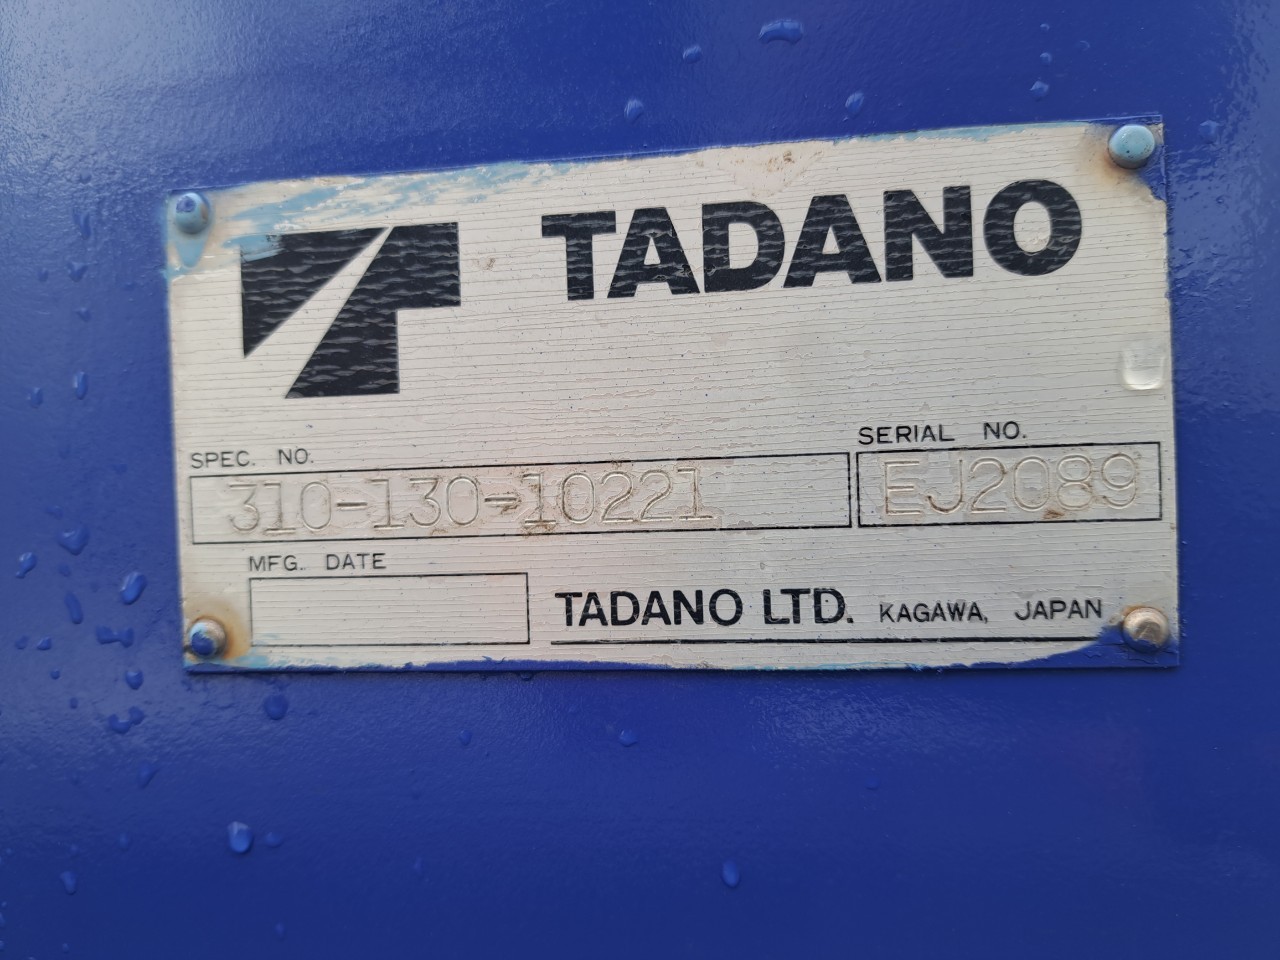 TADANO
SPEC. NO.
SERIAL NO.
310-130-10221
EJ2089
MFG. DATE
TADANO LTD. KAGAWA, JAPAN